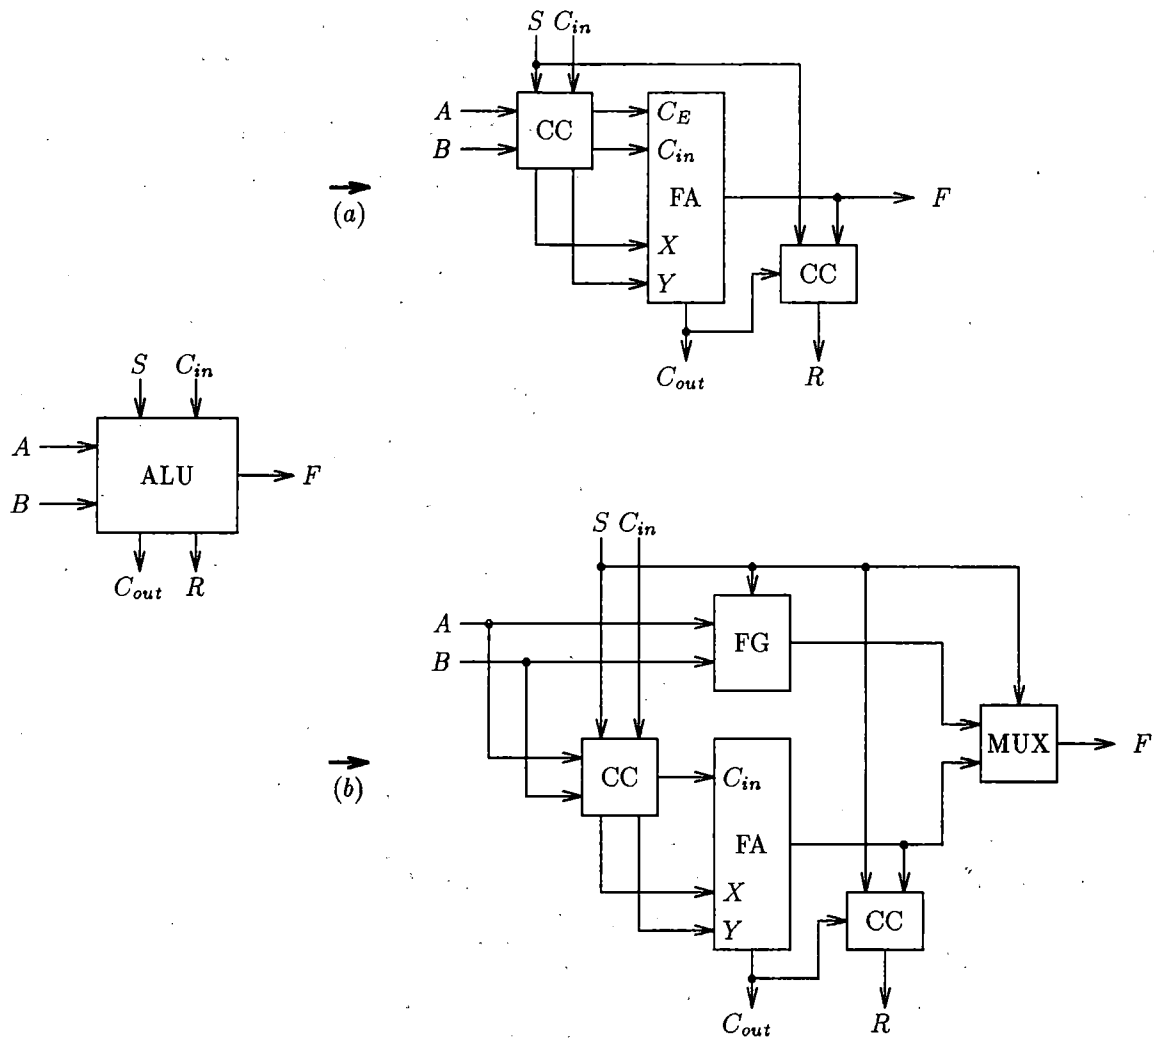 S C_in
A
CC
C_E
B
C_in
FA
F
(a)
X
CC
Y
C_out
R
S C_in
A
ALU
F
B
C_out R
S C_in
A
FG
B
MUX
F
CC
C_in
(b)
FA
X
CC
Y
C_out
R